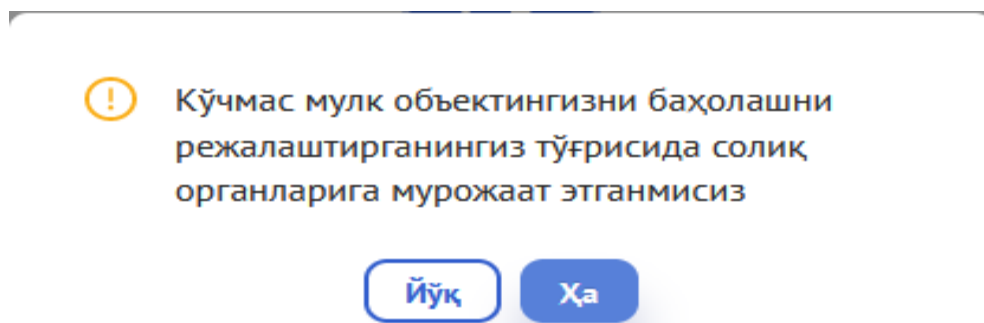 Кўчмас мулк объектингизни баҳолашни
режалаштирганингиз тўғрисида солиқ
органларига мурожаат этганмисиз
Йўқ Ҳа